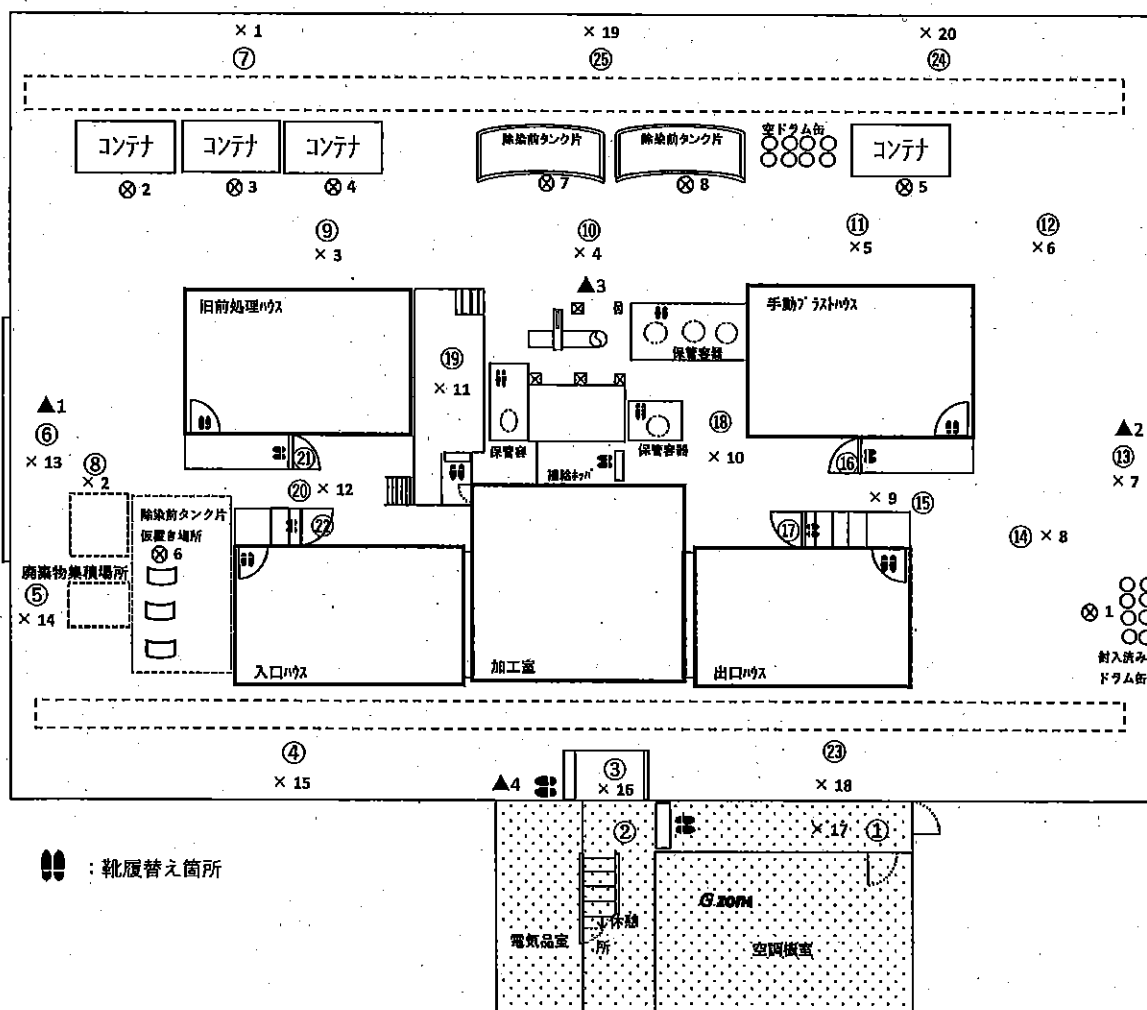 × 1 × 19 × 20
⑦ ㉕ ㉔
コンテナ コンテナ コンテナ 除染前タンク片 除染前タンク片 空ドラム缶 コンテナ
⊗ 2 ⊗ 3 ⊗ 4 ⊗ 7 ⊗ 8 ⊗ 5
⑨ ⑩ ⑪ ⑫
× 3 × 4 × 5 × 6
▲3
旧前処理ハウス 手動ブラストハウス
保管容器
⑲
× 11
▲1 ▲2
⑥ ⑱ ⑬
保管容 保管容器
× 13 ⑧ ㉑ × 10 ⑯ × 7
× 2 ⑳ × 12 補給ホッパ × 9 ⑮
除染前タンク片
仮置き場所
㉒ ⑰ ⑭ × 8
⊗ 6
廃棄物集積場所
⑤
× 14 ⊗ 1
封入済み
ドラム缶
入口ハウス 加工室 出口ハウス
④ ③ ㉓
× 15 ▲4 × 16 × 18
② × 17 ①
:靴履替え箇所
G zone
休憩
所
電気品室 空調機室